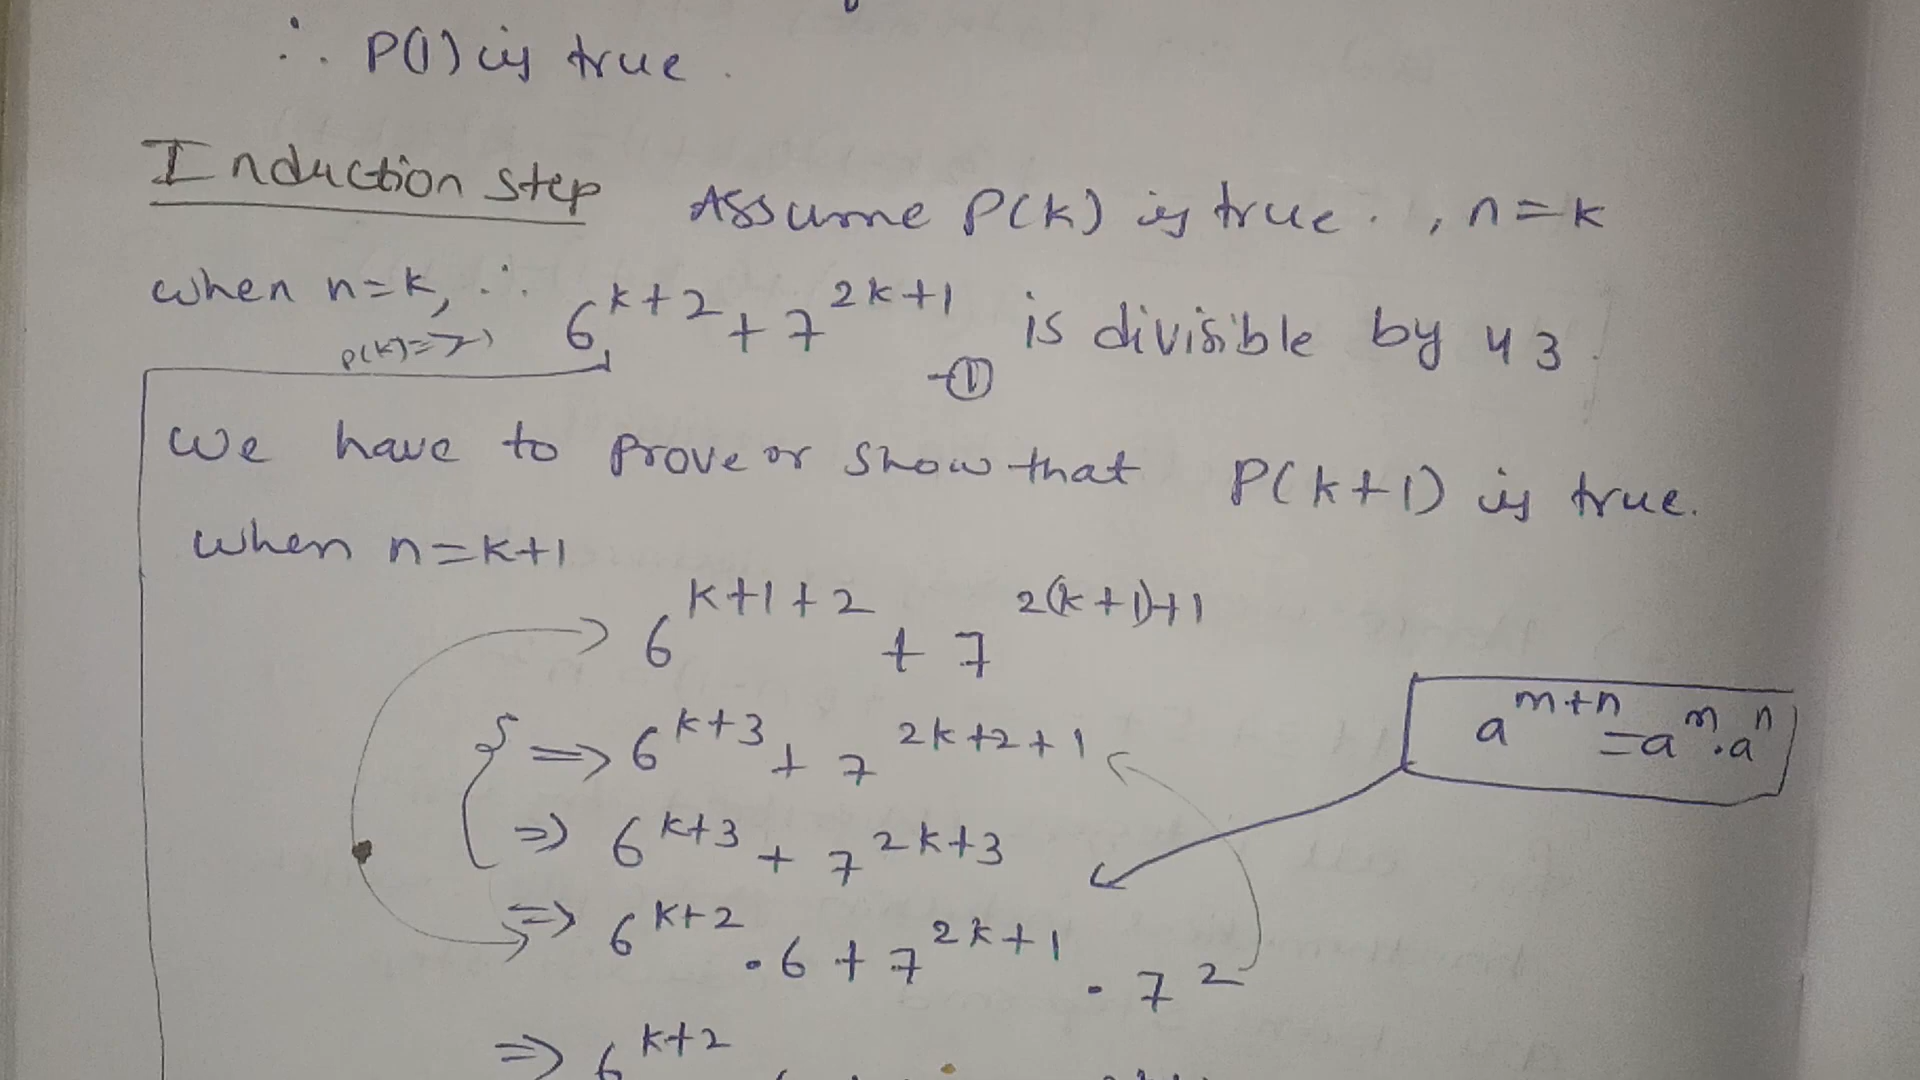 ∴ P(1) is true.
Induction step Assume P(k) is true. , n=k
when n=k, ∴ 6^{k+2} + 7^{2k+1} is divisible by 43
P(k)=> -①
we have to prove or show that P(k+1) is true.
when n=k+1
6^{k+1+2} + 7^{2(k+1)+1}
=> 6^{k+3} + 7^{2k+2+1}
a^{m+n} = a^m . a^n
=> 6^{k+3} + 7^{2k+3}
=> 6^{k+2} . 6 + 7^{2k+1} . 7^2
=> 6^{k+2}